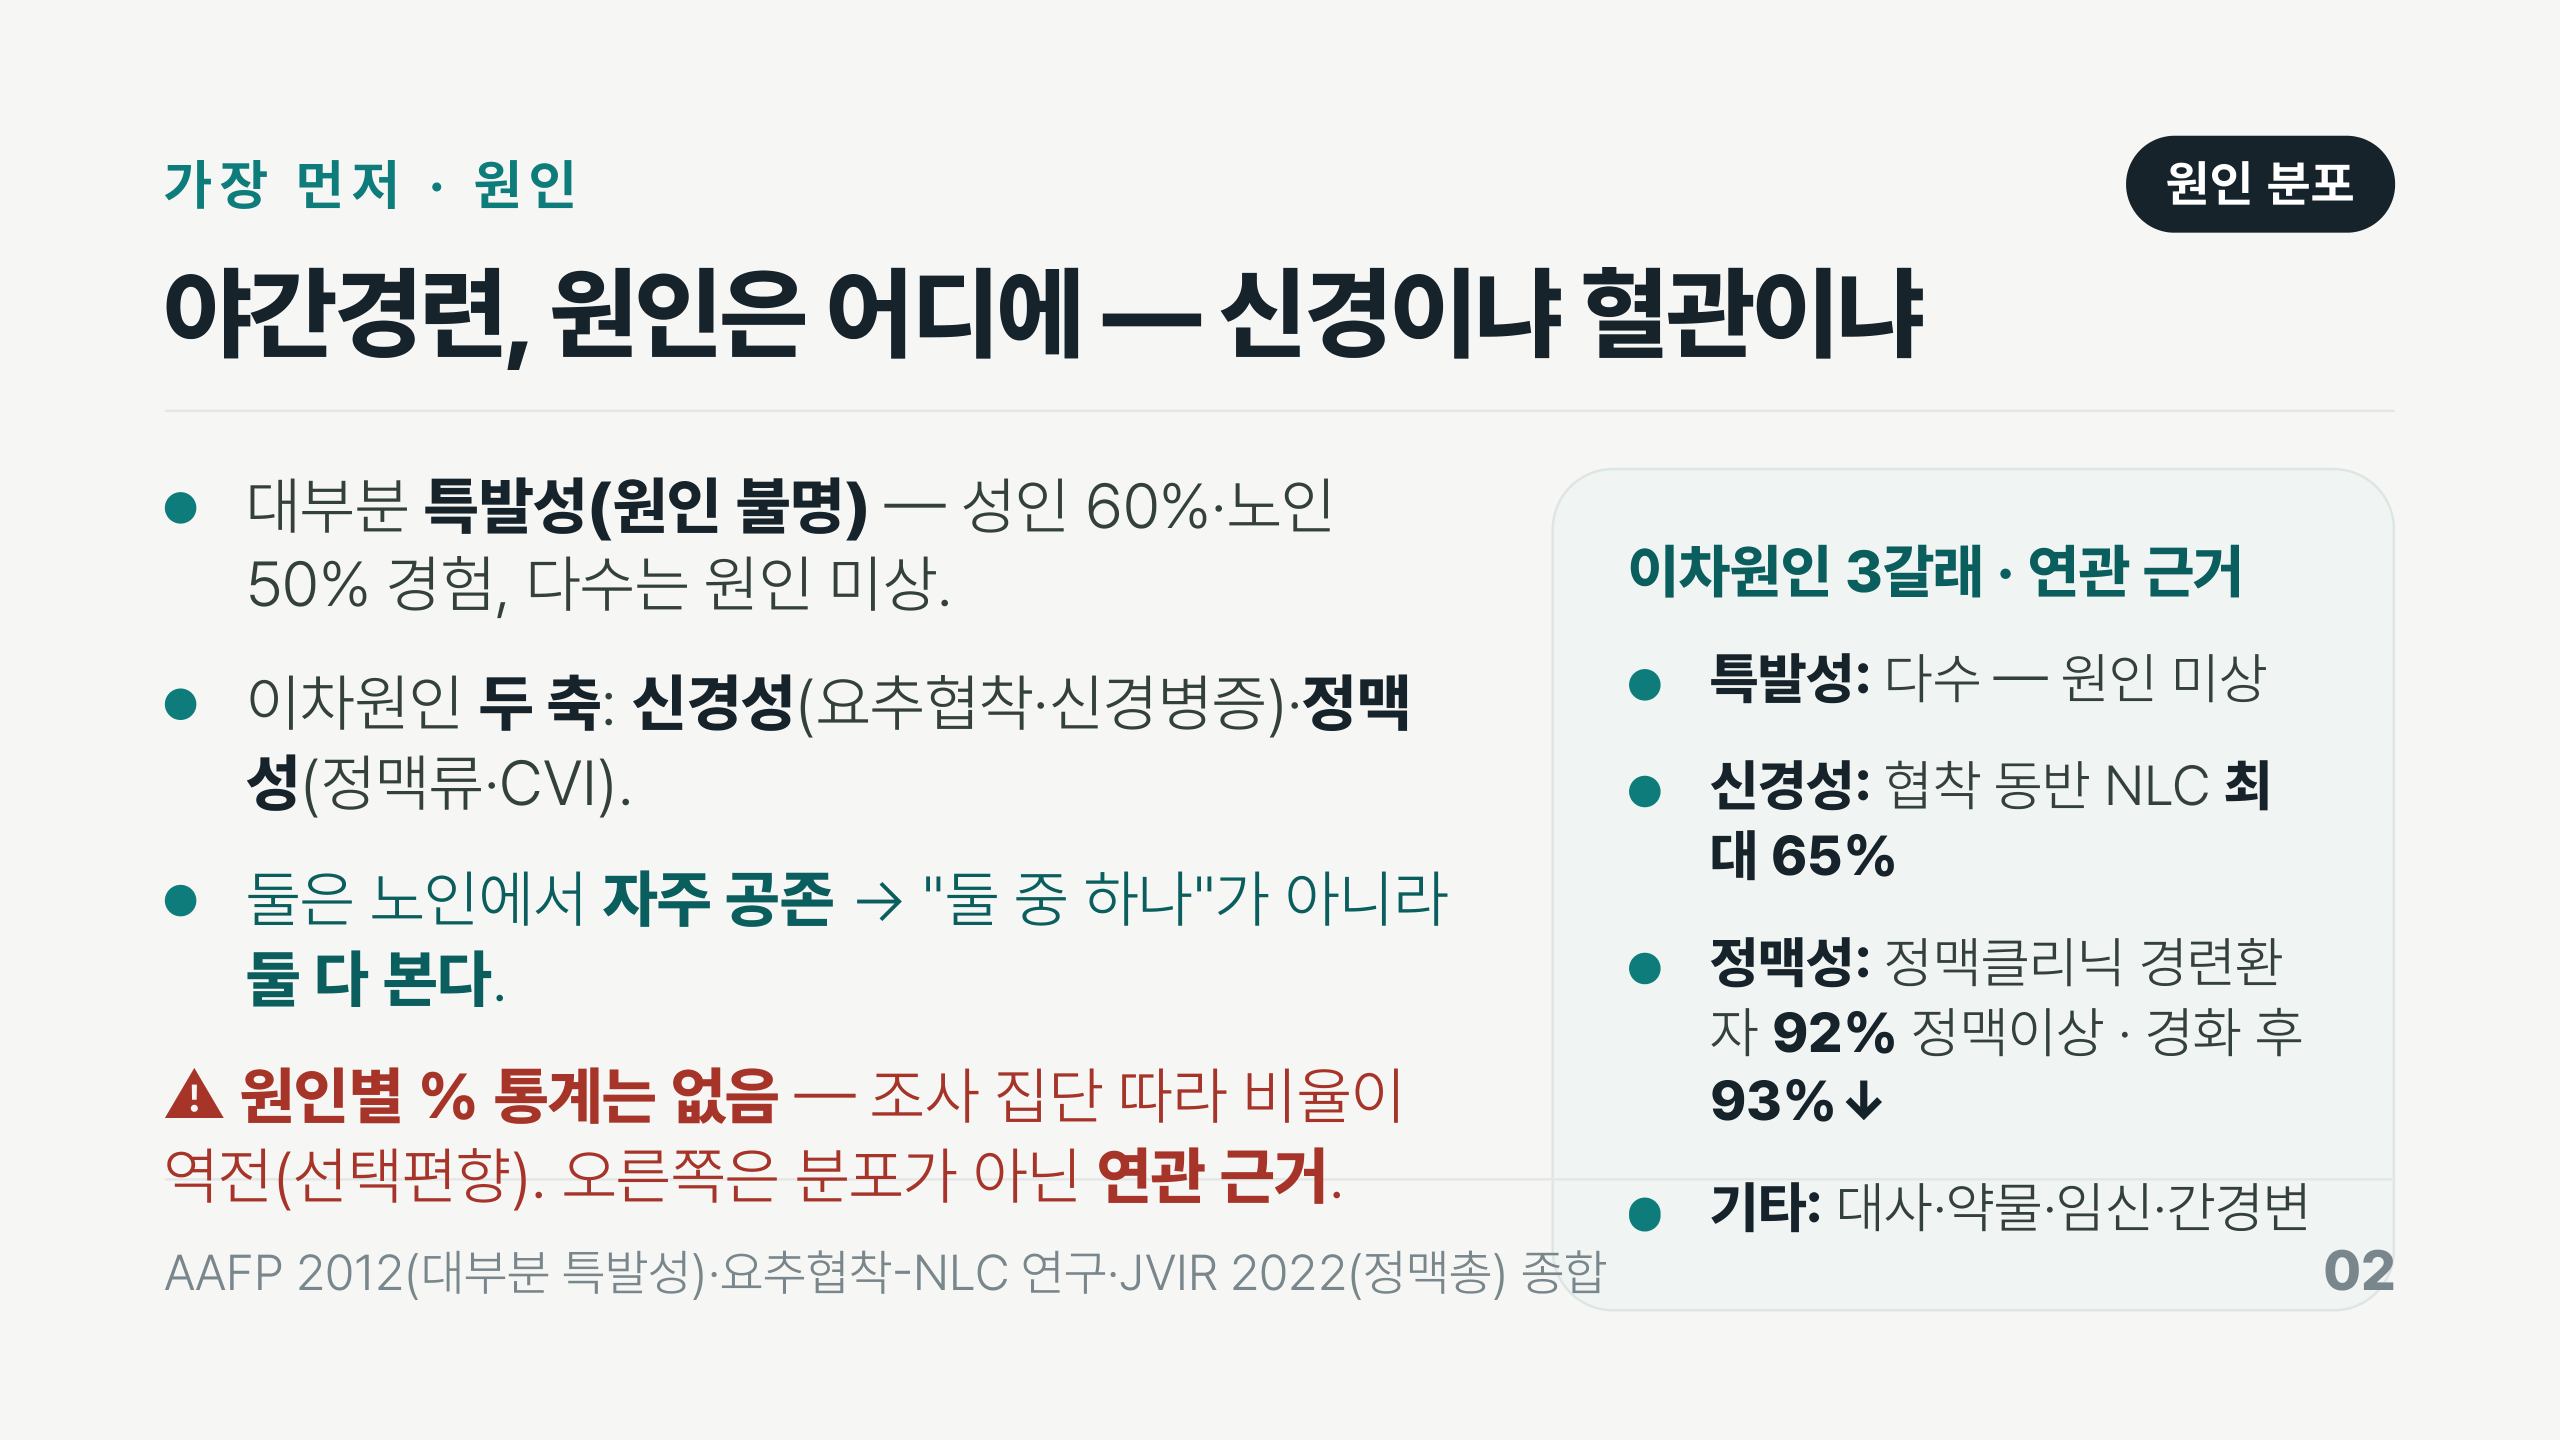 가장 먼저 · 원인
원인 분포
야간경련, 원인은 어디에 — 신경이냐 혈관이냐
대부분 특발성(원인 불명) — 성인 60%·노인
50% 경험, 다수는 원인 미상.
이차원인 두 축: 신경성(요추협착·신경병증)·정맥
성(정맥류·CVI).
둘은 노인에서 자주 공존 → "둘 중 하나"가 아니라
둘 다 본다.
⚠ 원인별 % 통계는 없음 — 조사 집단 따라 비율이
역전(선택편향). 오른쪽은 분포가 아닌 연관 근거.
이차원인 3갈래 · 연관 근거
특발성: 다수 — 원인 미상
신경성: 협착 동반 NLC 최
대 65%
정맥성: 정맥클리닉 경련환
자 92% 정맥이상 · 경화 후
93%↓
기타: 대사·약물·임신·간경변
AAFP 2012(대부분 특발성)·요추협착-NLC 연구·JVIR 2022(정맥총) 종합
02